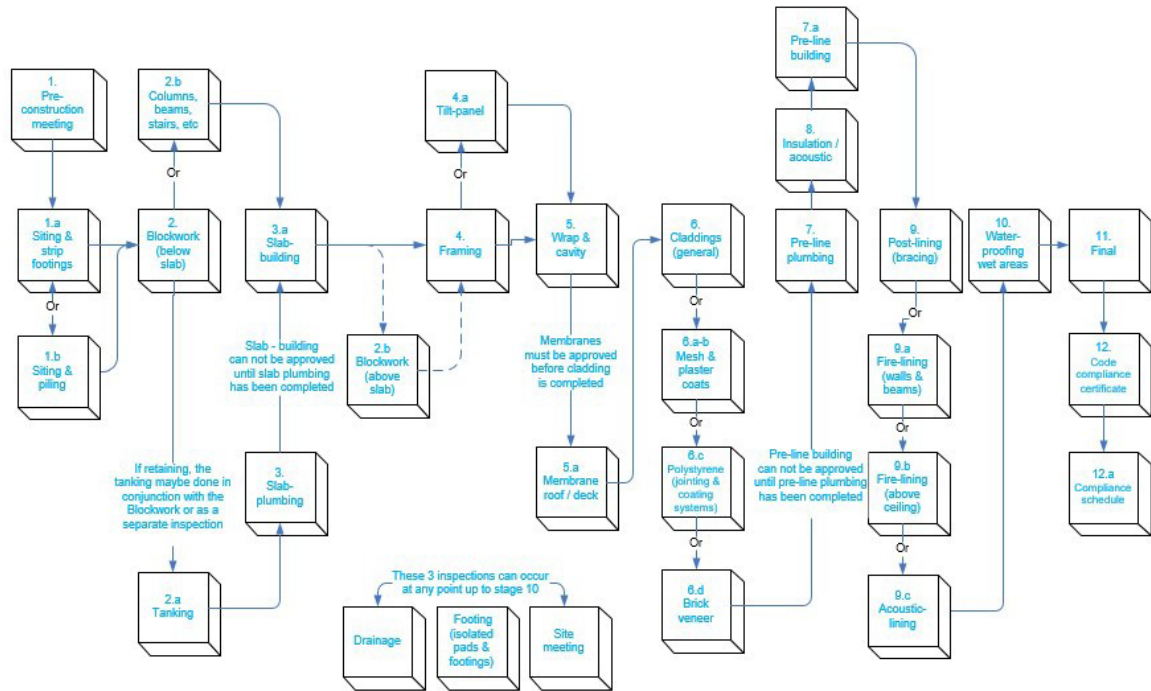 1.
Pre-
construction
meeting
1.a
Siting &
strip
footings
Or
1.b
Siting &
piling
2.b
Columns,
beams,
stairs, etc
Or
2.
Blockwork
(below
slab)
If retaining, the
tanking maybe done in
conjunction with the
Blockwork or as a
separate inspection
2.a
Tanking
3.a
Slab-
building
Slab - building
can not be approved
until slab plumbing
has been completed
3.
Slab-
plumbing
2.b
Blockwork
(above
slab)
4.a
Tilt-panel
Or
4.
Framing
5.
Wrap &
cavity
Membranes
must be approved
before cladding
is completed
5.a
Membrane
roof / deck
These 3 inspections can occur
at any point up to stage 10
Drainage
Footing
(isolated
pads &
footings)
Site
meeting
6.
Claddings
(general)
Or
6.a-b
Mesh &
plaster
coats
Or
6.c
Polystyrene
(jointing &
coating
systems)
Or
6.d
Brick
veneer
7.a
Pre-line
building
8.
Insulation /
acoustic
7.
Pre-line
plumbing
Pre-line building
can not be approved
until pre-line plumbing
has been completed
9.
Post-lining
(bracing)
Or
9.a
Fire-lining
(walls &
beams)
Or
9.b
Fire-lining
(above
ceiling)
Or
9.c
Acoustic-
lining
10.
Water-
proofing
wet areas
11.
Final
12.
Code
compliance
certificate
12.a
Compliance
schedule